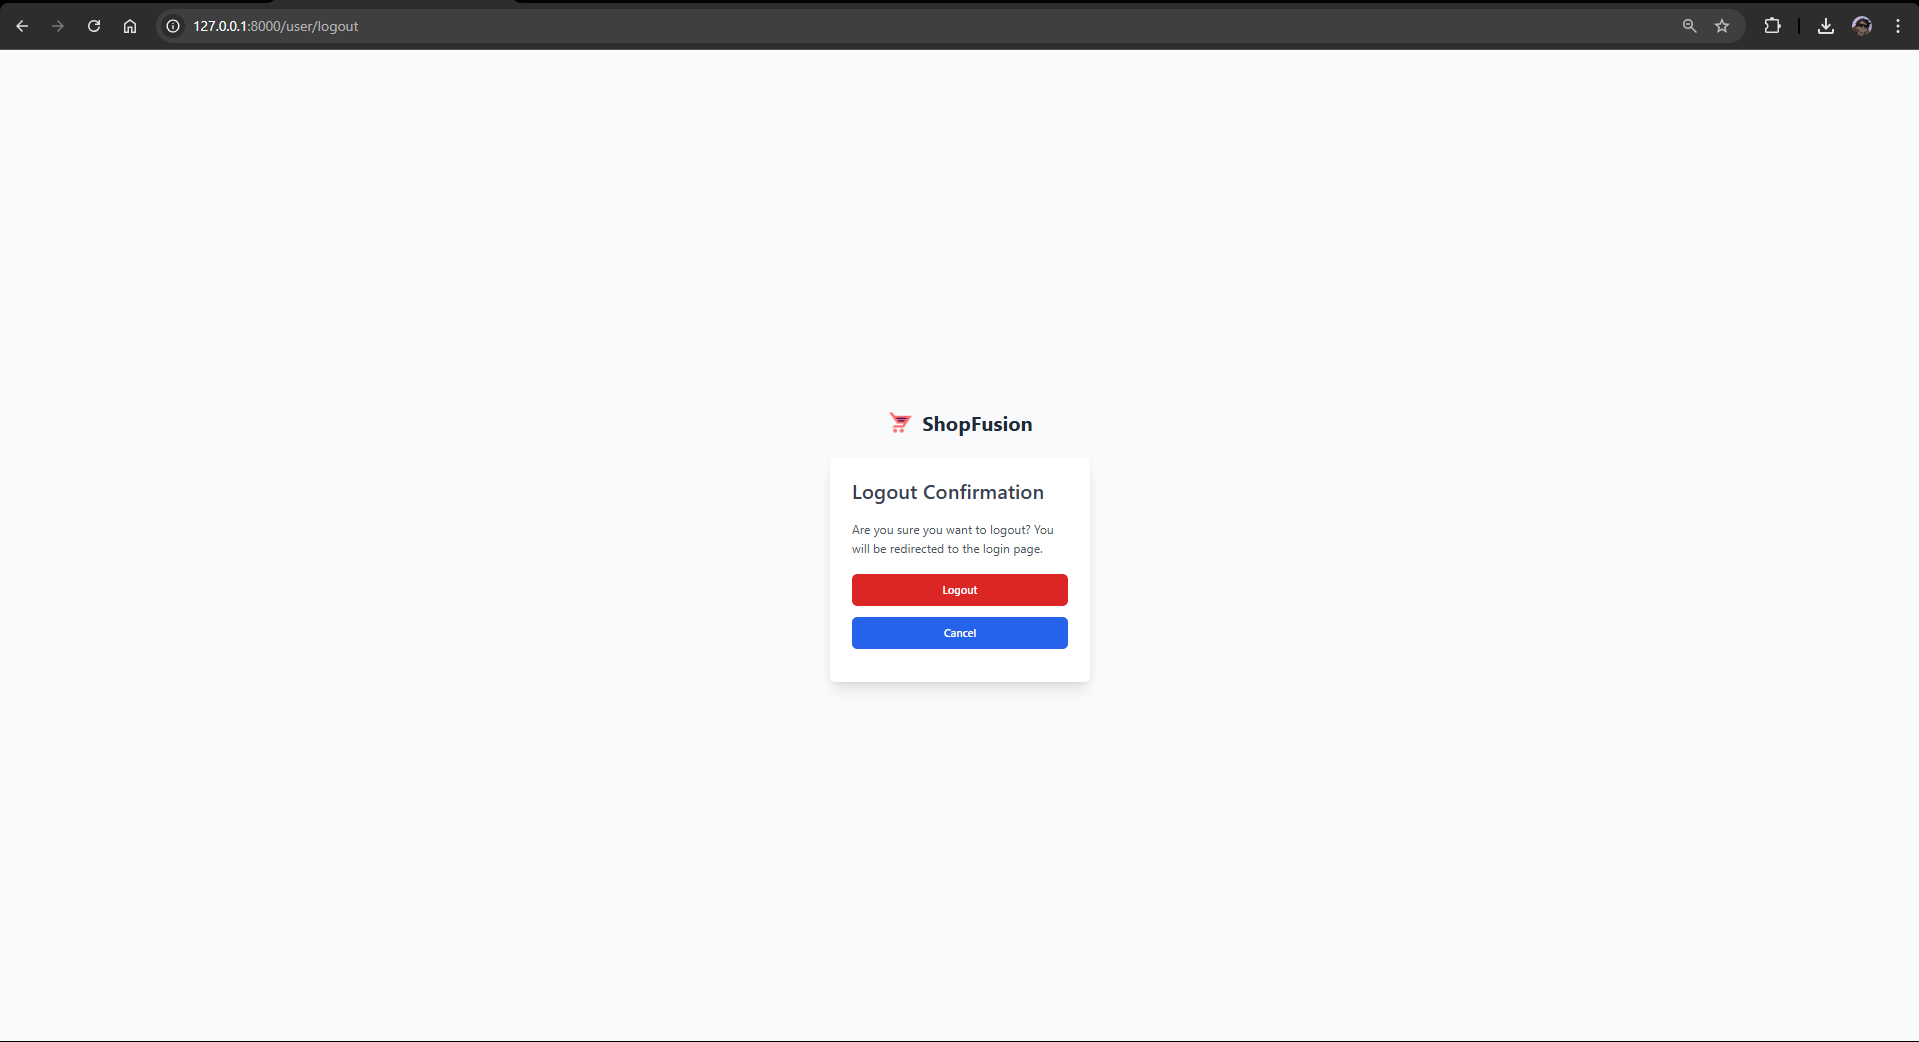 127.0.0.1:8000/user/logout
ShopFusion
Logout Confirmation
Are you sure you want to logout? You
will be redirected to the login page.
Logout
Cancel